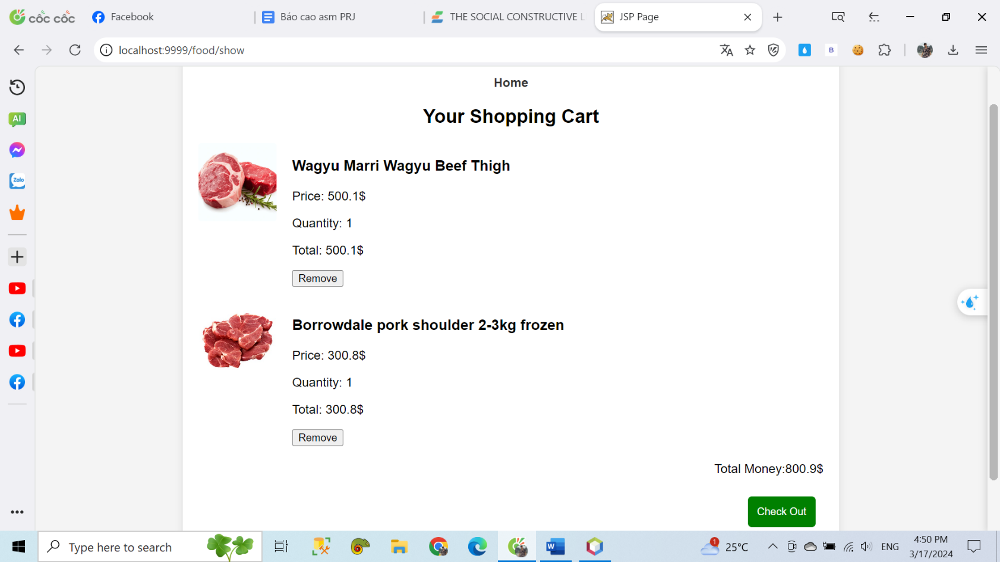 cốc cốc
Facebook
Báo cao asm PRJ
THE SOCIAL CONSTRUCTIVE L
JSP Page
localhost:9999/food/show
B
AI
Zalo
Home
Your Shopping Cart
Wagyu Marri Wagyu Beef Thigh
Price: 500.1$
Quantity: 1
Total: 500.1$
Remove
Borrowdale pork shoulder 2-3kg frozen
Price: 300.8$
Quantity: 1
Total: 300.8$
Remove
Total Money:800.9$
Check Out
Type here to search
W
1
25°C
ENG
4:50 PM
3/17/2024